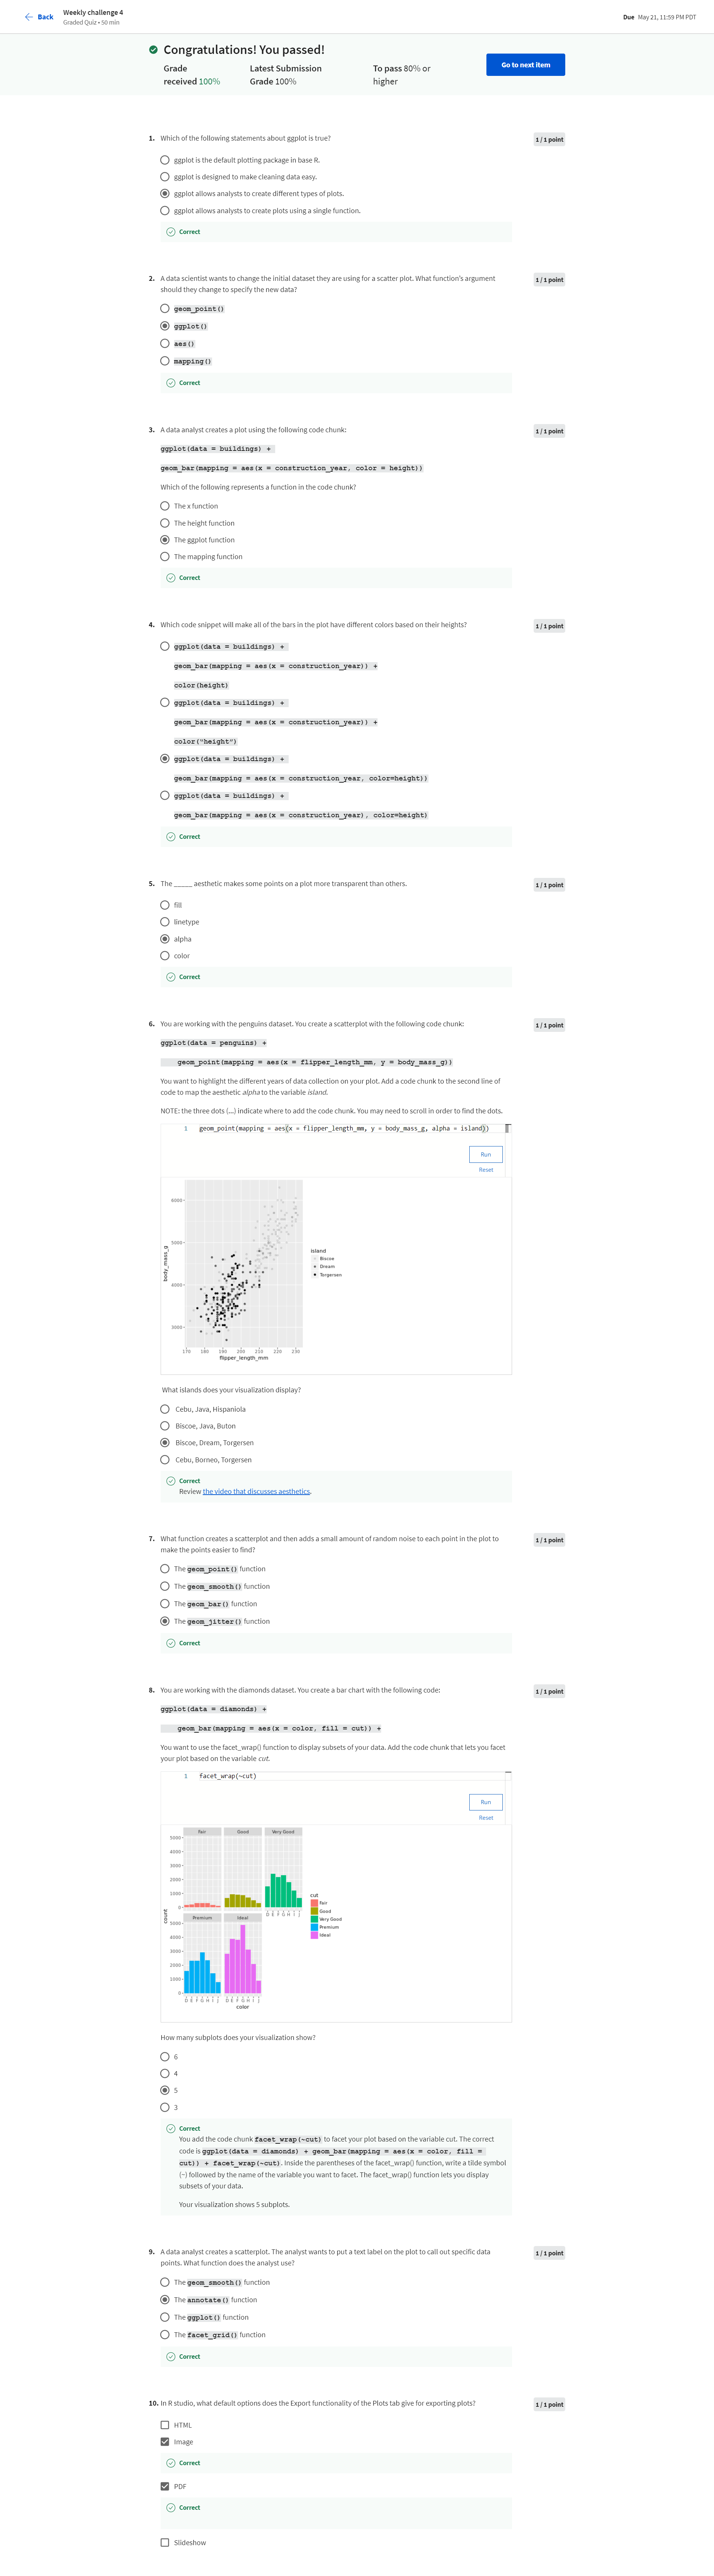 Back
Weekly challenge 4
Graded Quiz • 50 min
Due May 21, 11:59 PM PDT
Congratulations! You passed!
Grade received 100%
Latest Submission Grade 100%
To pass 80% or higher
Go to next item
1. Which of the following statements about ggplot is true?
1 / 1 point
ggplot is the default plotting package in base R.
ggplot is designed to make cleaning data easy.
ggplot allows analysts to create different types of plots.
ggplot allows analysts to create plots using a single function.
Correct
2. A data scientist wants to change the initial dataset they are using for a scatter plot. What function's argument
should they change to specify the new data?
1 / 1 point
geom_point()
ggplot()
aes()
mapping()
Correct
3. A data analyst creates a plot using the following code chunk:
1 / 1 point
ggplot(data = buildings) +
geom_bar(mapping = aes(x = construction_year, color = height))
Which of the following represents a function in the code chunk?
The x function
The height function
The ggplot function
The mapping function
Correct
4. Which code snippet will make all of the bars in the plot have different colors based on their heights?
1 / 1 point
ggplot(data = buildings) +
geom_bar(mapping = aes(x = construction_year)) +
color(height)
ggplot(data = buildings) +
geom_bar(mapping = aes(x = construction_year)) +
color("height")
ggplot(data = buildings) +
geom_bar(mapping = aes(x = construction_year, color=height))
ggplot(data = buildings) +
geom_bar(mapping = aes(x = construction_year), color=height)
Correct
5. The _____ aesthetic makes some points on a plot more transparent than others.
1 / 1 point
fill
linetype
alpha
color
Correct
6. You are working with the penguins dataset. You create a scatterplot with the following code chunk:
1 / 1 point
ggplot(data = penguins) +
geom_point(mapping = aes(x = flipper_length_mm, y = body_mass_g))
You want to highlight the different years of data collection on your plot. Add a code chunk to the second line of
code to map the aesthetic alpha to the variable island.
NOTE: the three dots (...) indicate where to add the code chunk. You may need to scroll in order to find the dots.
1 geom_point(mapping = aes(x = flipper_length_mm, y = body_mass_g, alpha = island))
Run
Reset
6000
5000
4000
3000
body_mass_g
170 180 190 200 210 220 230
flipper_length_mm
island
Biscoe
Dream
Torgersen
What islands does your visualization display?
Cebu, Java, Hispaniola
Biscoe, Java, Buton
Biscoe, Dream, Torgersen
Cebu, Borneo, Torgersen
Correct
Review the video that discusses aesthetics.
7. What function creates a scatterplot and then adds a small amount of random noise to each point in the plot to
make the points easier to find?
1 / 1 point
The geom_point() function
The geom_smooth() function
The geom_bar() function
The geom_jitter() function
Correct
8. You are working with the diamonds dataset. You create a bar chart with the following code:
1 / 1 point
ggplot(data = diamonds) +
geom_bar(mapping = aes(x = color, fill = cut)) +
You want to use the facet_wrap() function to display subsets of your data. Add the code chunk that lets you facet
your plot based on the variable cut.
1 facet_wrap(~cut)
Run
Reset
Fair Good Very Good
5000
4000
3000
2000
1000
0
D E F G H I J
Premium Ideal
5000
4000
3000
2000
1000
0
D E F G H I J D E F G H I J
count
color
cut
Fair
Good
Very Good
Premium
Ideal
How many subplots does your visualization show?
6
4
5
3
Correct
You add the code chunk facet_wrap(~cut) to facet your plot based on the variable cut. The correct
code is ggplot(data = diamonds) + geom_bar(mapping = aes(x = color, fill =
cut)) + facet_wrap(~cut). Inside the parentheses of the facet_wrap() function, write a tilde symbol
(~) followed by the name of the variable you want to facet. The facet_wrap() function lets you display
subsets of your data.
Your visualization shows 5 subplots.
9. A data analyst creates a scatterplot. The analyst wants to put a text label on the plot to call out specific data
points. What function does the analyst use?
1 / 1 point
The geom_smooth() function
The annotate() function
The ggplot() function
The facet_grid() function
Correct
10. In R studio, what default options does the Export functionality of the Plots tab give for exporting plots?
1 / 1 point
HTML
Image
Correct
PDF
Correct
Slideshow